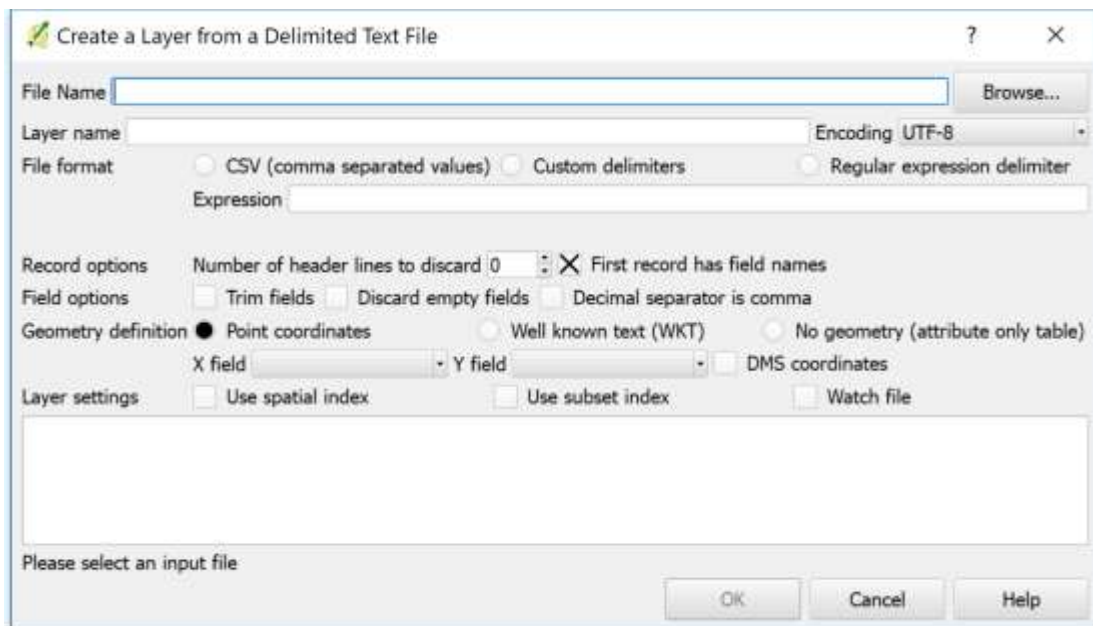 Create a Layer from a Delimited Text File ? ×
File Name Browse...
Layer name Encoding UTF-8
File format CSV (comma separated values) Custom delimiters Regular expression delimiter
Expression
Record options Number of header lines to discard 0 First record has field names
Field options Trim fields Discard empty fields Decimal separator is comma
Geometry definition Point coordinates Well known text (WKT) No geometry (attribute only table)
X field Y field DMS coordinates
Layer settings Use spatial index Use subset index Watch file
Please select an input file
OK Cancel Help